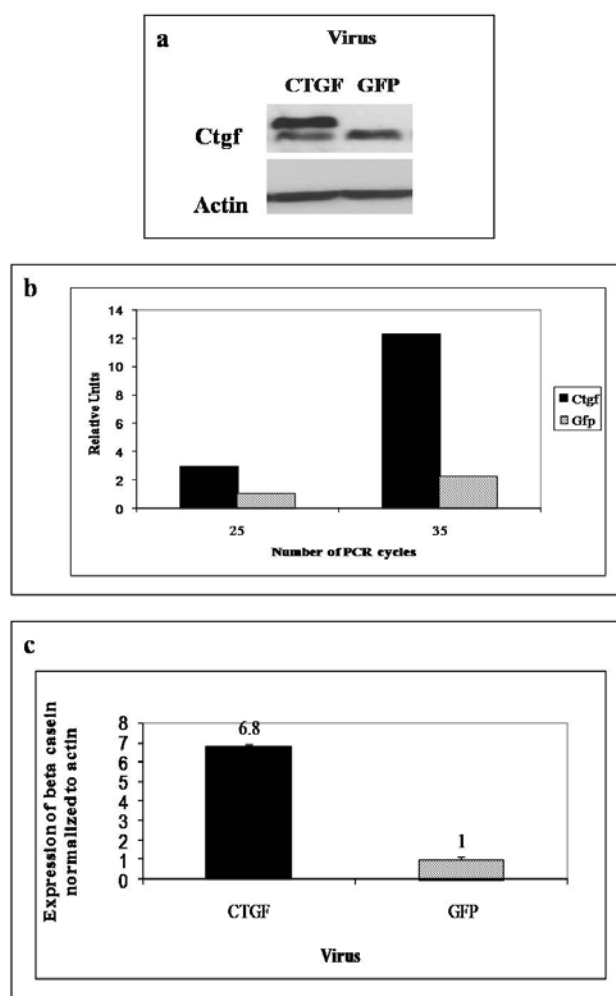 a
Virus
CTGF GFP
Ctgf
Actin
b
14
12
10
8
6
4
2
0
Relative Units
25 35
Number of PCR cycles
Ctgf
Gfp
c
8
7
6
5
4
3
2
1
0
Expression of beta casein
normalized to actin
6.8
1
CTGF GFP
Virus